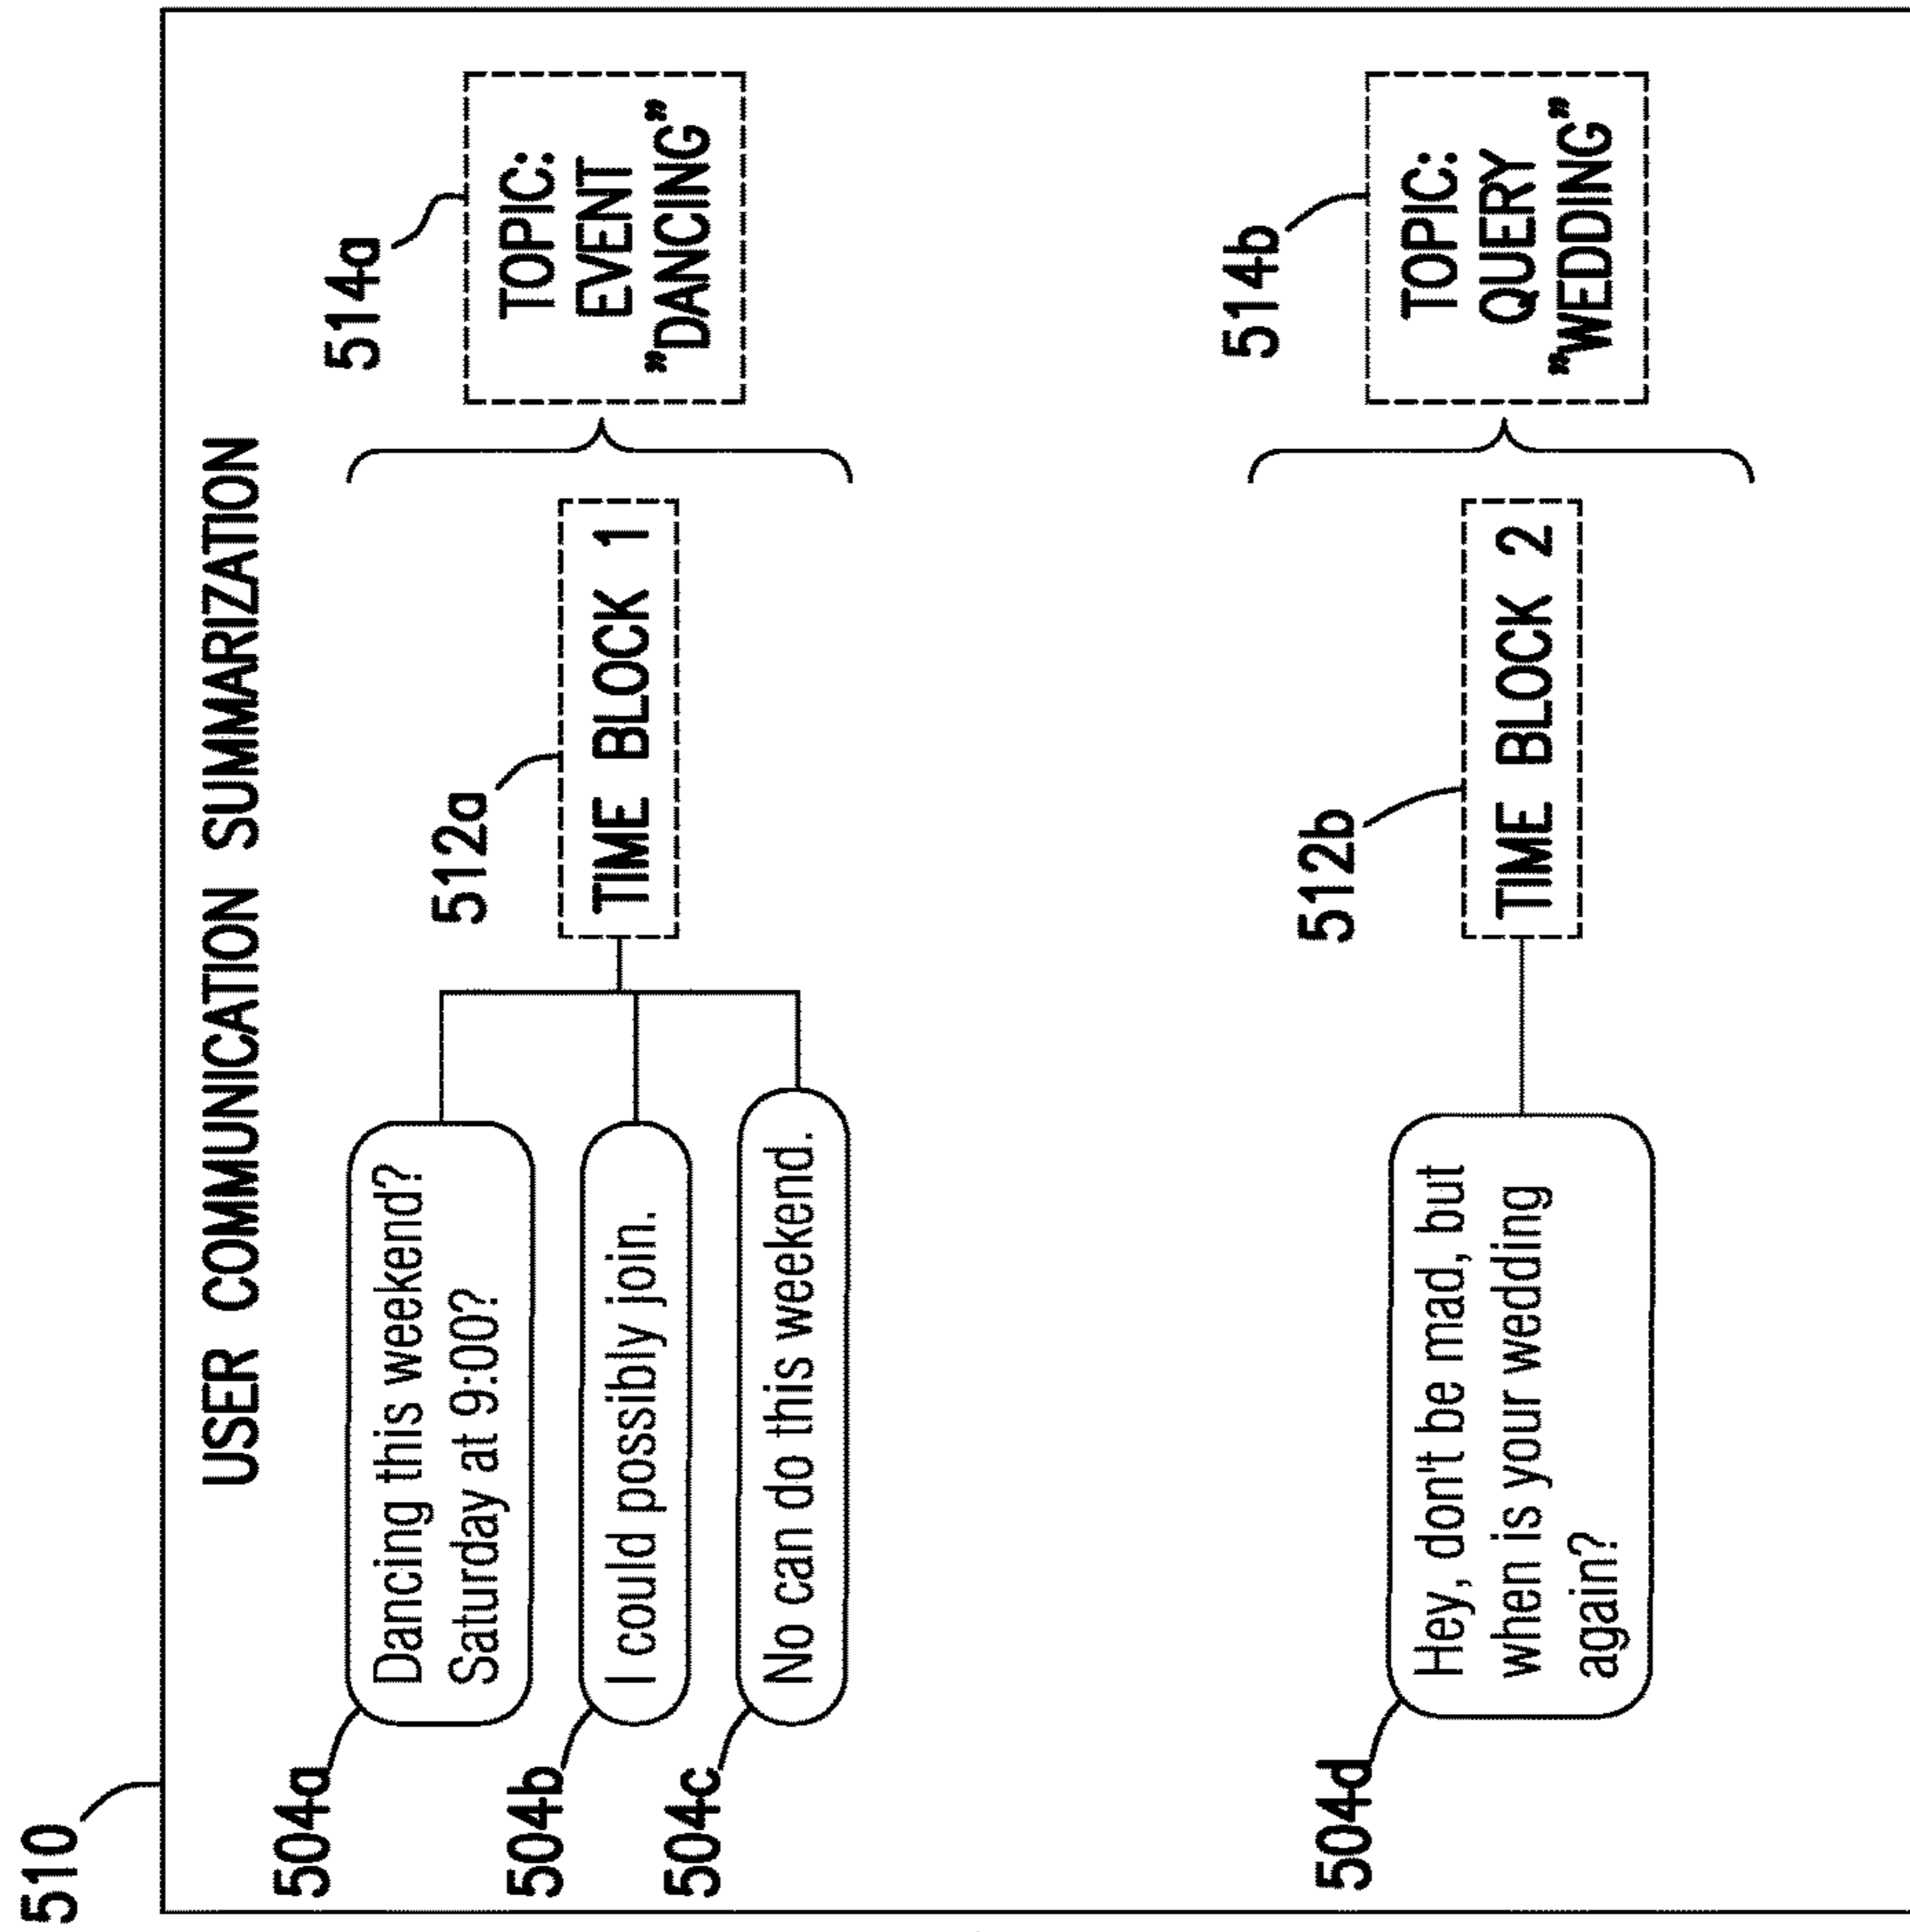 510
USER COMMUNICATION SUMMARIZATION
504a
Dancing this weekend?
Saturday at 9:00?
504b
I could possibly join.
504c
No can do this weekend.
512a
TIME BLOCK 1
514a
TOPIC:
EVENT
"DANCING"
504d
Hey, don't be mad, but
when is your wedding
again?
512b
TIME BLOCK 2
514b
TOPIC:
QUERY
"WEDDING"